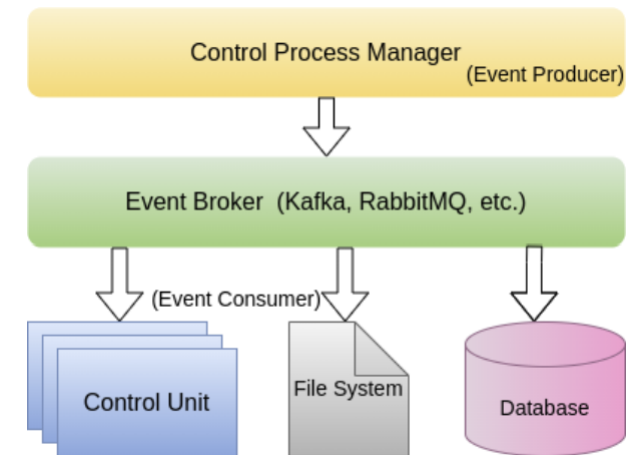 Control Process Manager
(Event Producer)
Event Broker (Kafka, RabbitMQ, etc.)
(Event Consumer)
Control Unit
File System
Database